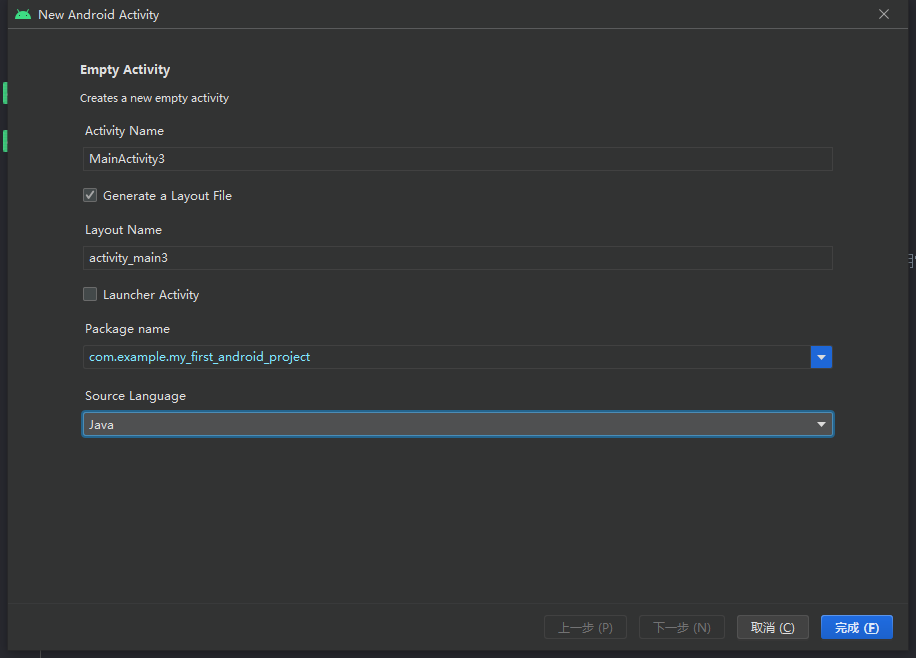 New Android Activity
Empty Activity
Creates a new empty activity
Activity Name
MainActivity3
Generate a Layout File
Layout Name
activity_main3
Launcher Activity
Package name
com.example.my_first_android_project
Source Language
Java
上一步 (P)
下一步 (N)
取消 (C)
完成 (F)